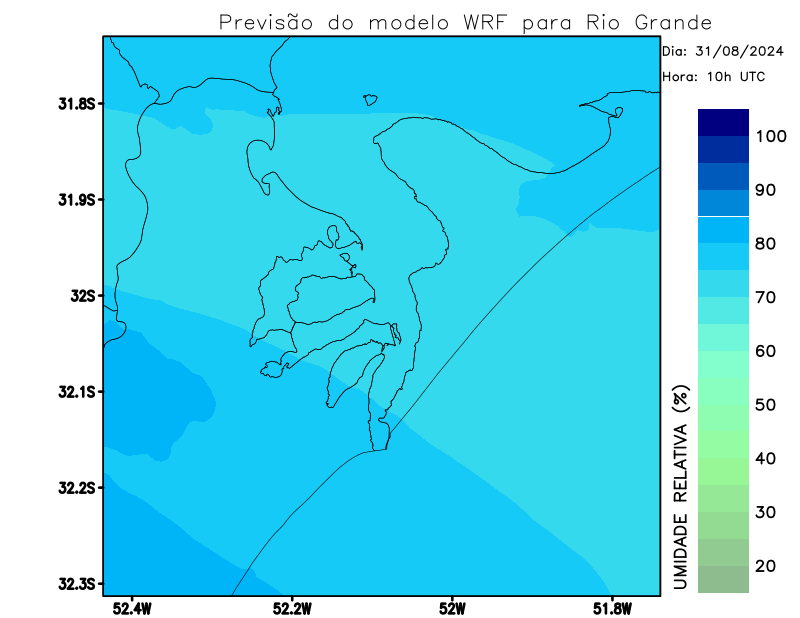 Previsão do modelo WRF para Rio Grande
Dia: 31/08/2024
Hora: 10h UTC
31.8S
31.9S
32S
32.1S
32.2S
32.3S
52.4W
52.2W
52W
51.8W
100
90
80
70
60
50
40
30
20
UMIDADE RELATIVA (%)